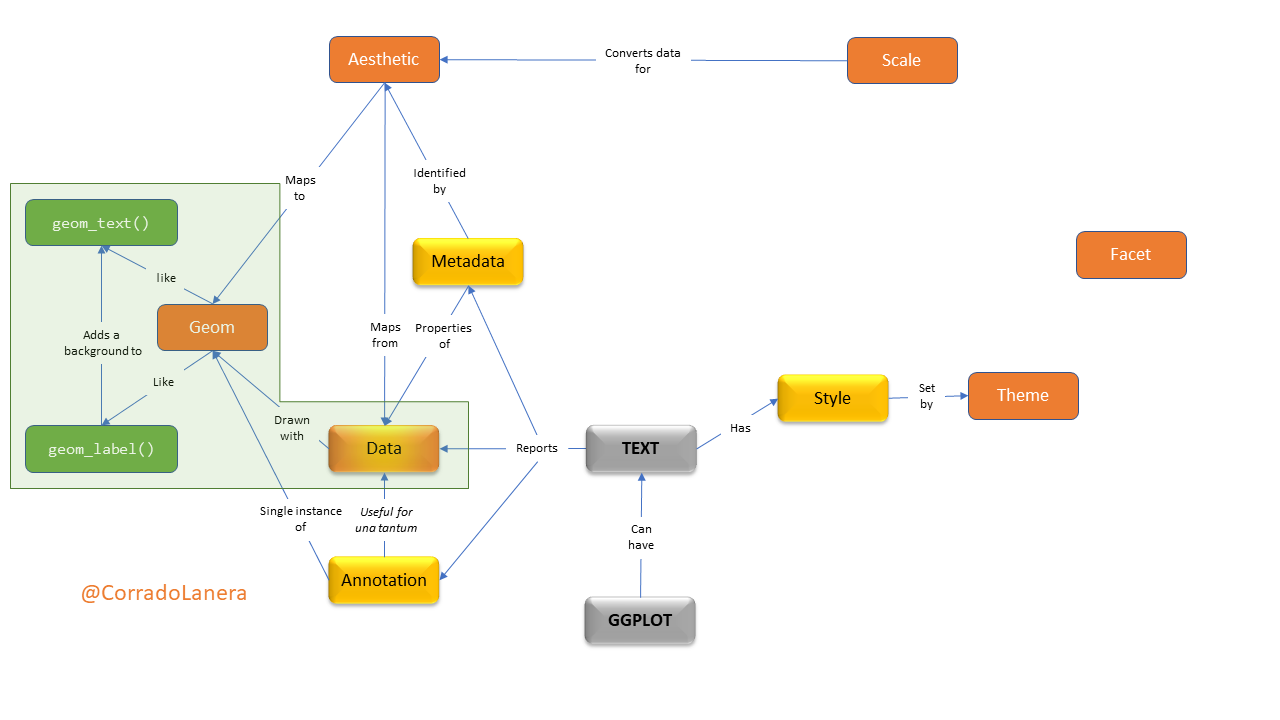 Aesthetic
Converts data
for
Scale
Maps
to
Identified
by
geom_text()
Metadata
Facet
like
Geom
Adds a
background to
Maps
from
Properties
of
Like
Style
Set
by
Theme
Drawn
with
Has
geom_label()
Data
Reports
TEXT
Single instance
of
Useful for
una tantum
Can
have
Annotation
@CorradoLanera
GGPLOT